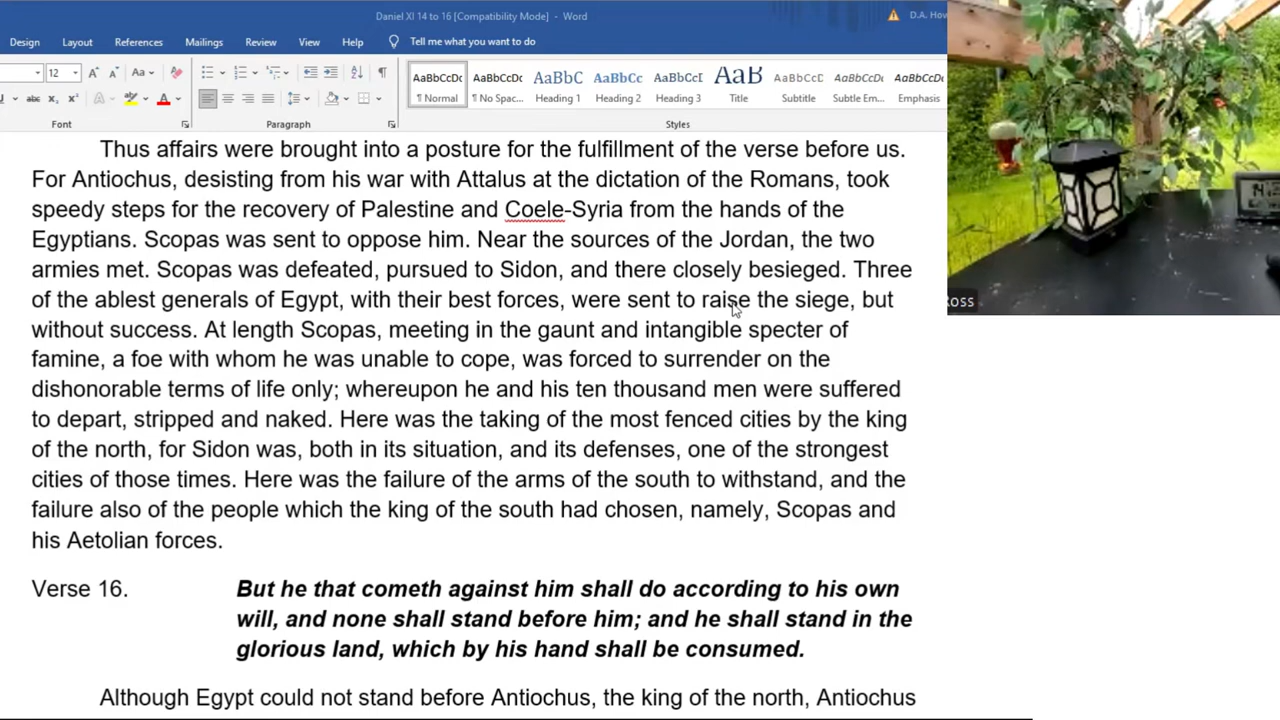 Daniel XI 14 to 16 [Compatibility Mode] - Word
D.A. How
Design Layout References Mailings Review View Help Tell me what you want to do
12 Aa
AaBbCcDc AaBbCcDc AaBbC AaBbCc AaBbCcI AaB AaBbCcD AaBbCcD AaBbCcDc
¶ Normal ¶ No Spac... Heading 1 Heading 2 Heading 3 Title Subtitle Subtle Em... Emphasis
Font Paragraph Styles
Thus affairs were brought into a posture for the fulfillment of the verse before us.
For Antiochus, desisting from his war with Attalus at the dictation of the Romans, took
speedy steps for the recovery of Palestine and Coele-Syria from the hands of the
Egyptians. Scopas was sent to oppose him. Near the sources of the Jordan, the two
armies met. Scopas was defeated, pursued to Sidon, and there closely besieged. Three
of the ablest generals of Egypt, with their best forces, were sent to raise the siege, but
without success. At length Scopas, meeting in the gaunt and intangible specter of
famine, a foe with whom he was unable to cope, was forced to surrender on the
dishonorable terms of life only; whereupon he and his ten thousand men were suffered
to depart, stripped and naked. Here was the taking of the most fenced cities by the king
of the north, for Sidon was, both in its situation, and its defenses, one of the strongest
cities of those times. Here was the failure of the arms of the south to withstand, and the
failure also of the people which the king of the south had chosen, namely, Scopas and
his Aetolian forces.
Verse 16. But he that cometh against him shall do according to his own
will, and none shall stand before him; and he shall stand in the
glorious land, which by his hand shall be consumed.
Although Egypt could not stand before Antiochus, the king of the north, Antiochus
Ross